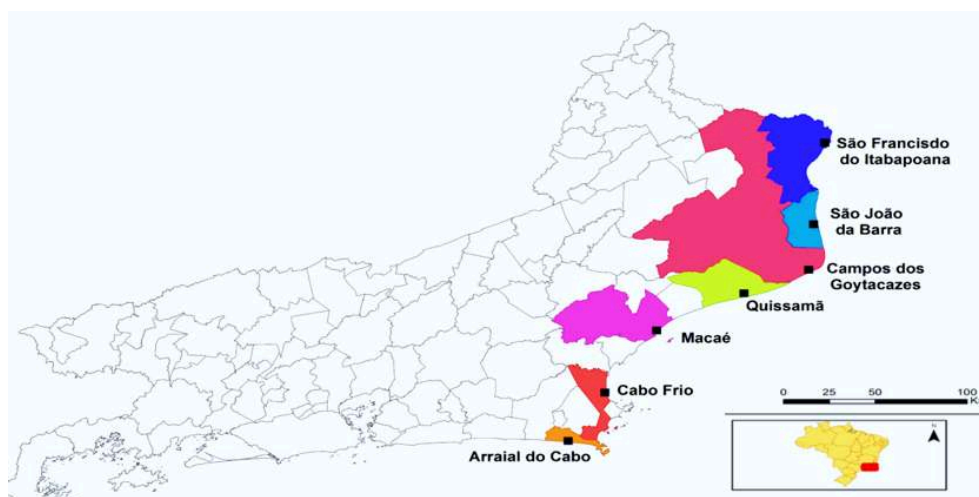 São Francisdo
do Itabapoana
São João
da Barra
Campos dos
Goytacazes
Quissamã
Macaé
Cabo Frio
Arraial do Cabo
0 25 50 100
N